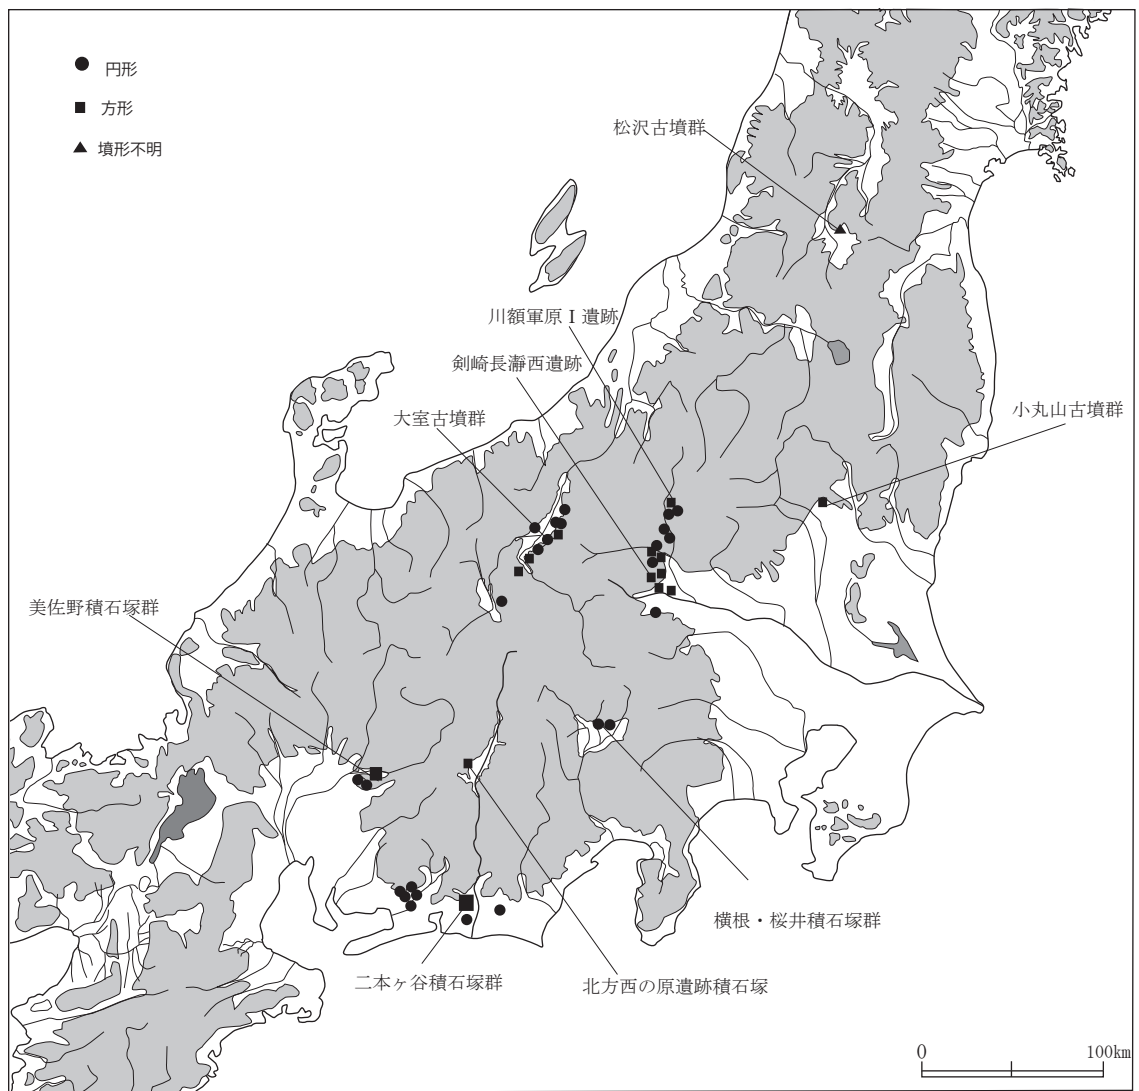 円形
方形
墳形不明
松沢古墳群
川額軍原Ⅰ遺跡
剣崎長瀞西遺跡
大室古墳群
小丸山古墳群
美佐野積石塚群
横根・桜井積石塚群
二本ヶ谷積石塚群
北方西の原遺跡積石塚
0 100km